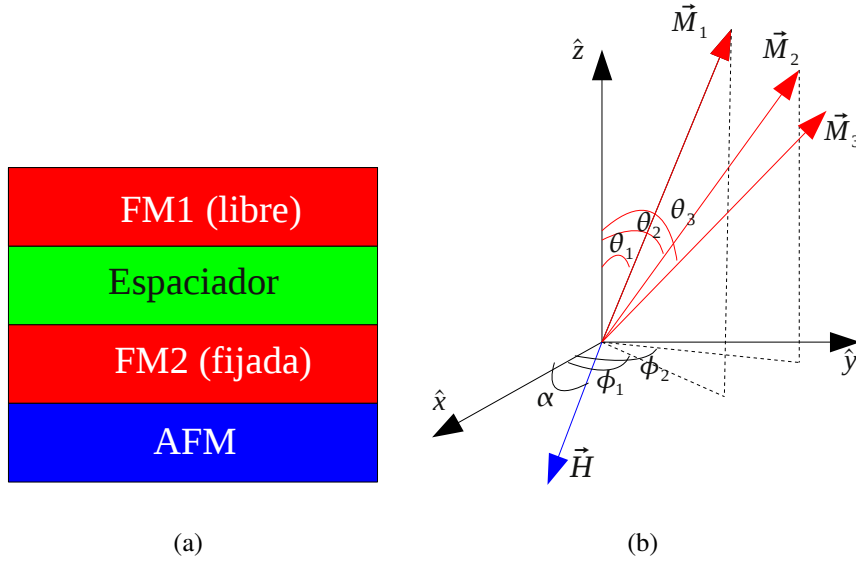 FM1 (libre)
Espaciador
FM2 (fijada)
AFM
(a)
ẑ
M⃗₁
M⃗₂
M⃗₃
θ₁
θ₂
θ₃
ŷ
x̂
α
ϕ₁
ϕ₂
H⃗
(b)